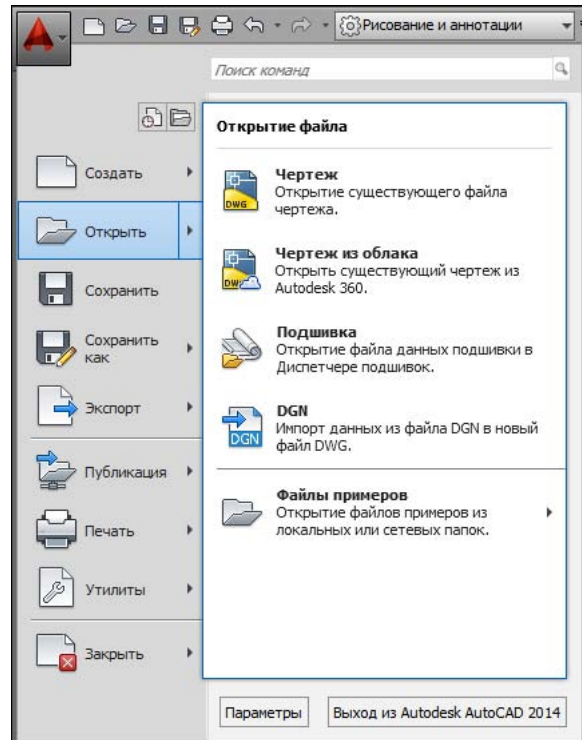 Рисование и аннотации
Поиск команд
Открытие файла
Создать
Открыть
Сохранить
Сохранить
как
Экспорт
Публикация
Печать
Утилиты
Закрыть
Чертеж
Открытие существующего файла
чертежа.
Чертеж из облака
Открыть существующий чертеж из
Autodesk 360.
Подшивка
Открытие файла данных подшивки в
Диспетчере подшивок.
DGN
Импорт данных из файла DGN в новый
файл DWG.
Файлы примеров
Открытие файлов примеров из
локальных или сетевых папок.
DWG
DW
DGN
Параметры
Выход из Autodesk AutoCAD 2014